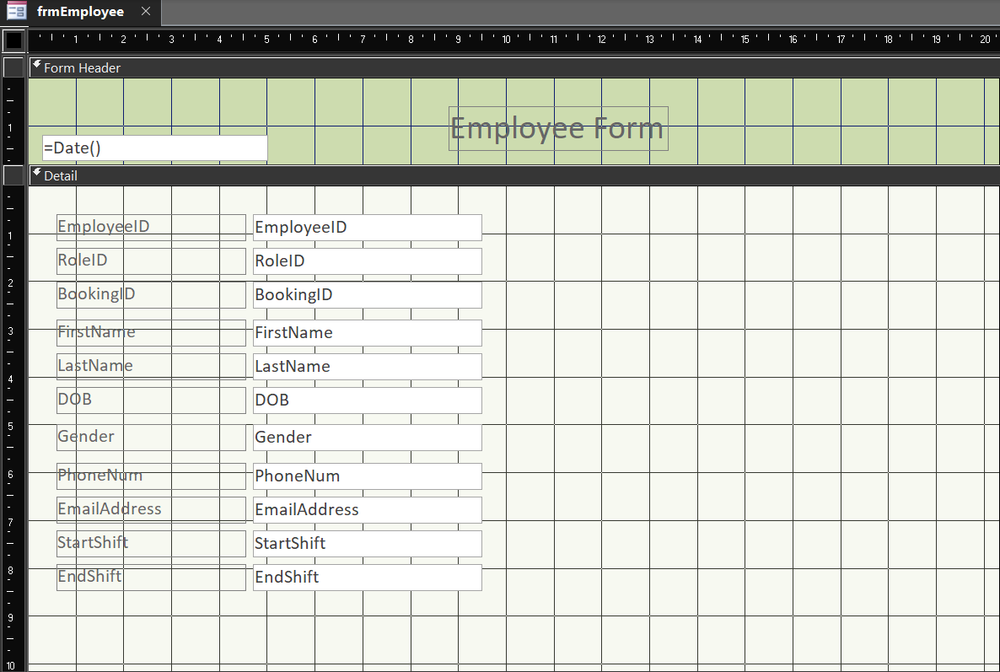 frmEmployee
1 2 3 4 5 6 7 8 9 10 11 12 13 14 15 16 17 18 19 20
Form Header
1
Employee Form
=Date()
Detail
EmployeeID EmployeeID
1
RoleID RoleID
2
BookingID BookingID
3
FirstName FirstName
LastName LastName
4
DOB DOB
5
Gender Gender
6
PhoneNum PhoneNum
EmailAddress EmailAddress
7
StartShift StartShift
8
EndShift EndShift
9
10